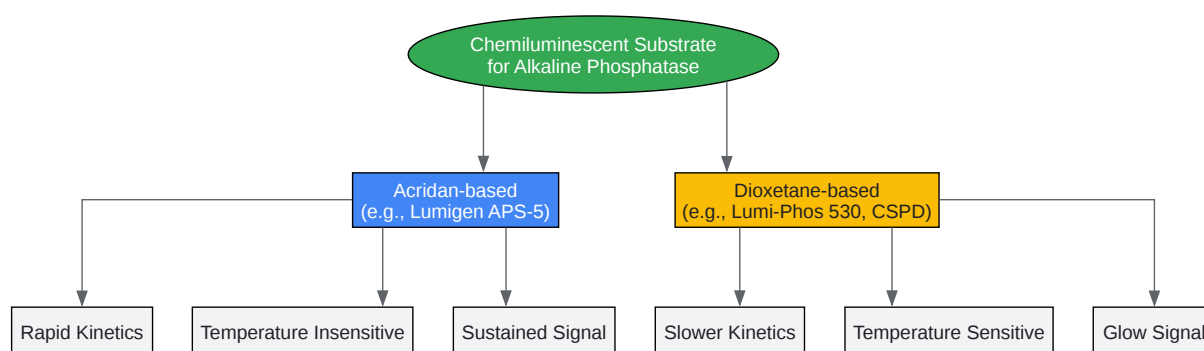 Chemiluminescent Substrate
for Alkaline Phosphatase
Acridan-based
(e.g., Lumigen APS-5)
Dioxetane-based
(e.g., Lumi-Phos 530, CSPD)
Rapid Kinetics
Temperature Insensitive
Sustained Signal
Slower Kinetics
Temperature Sensitive
Glow Signal